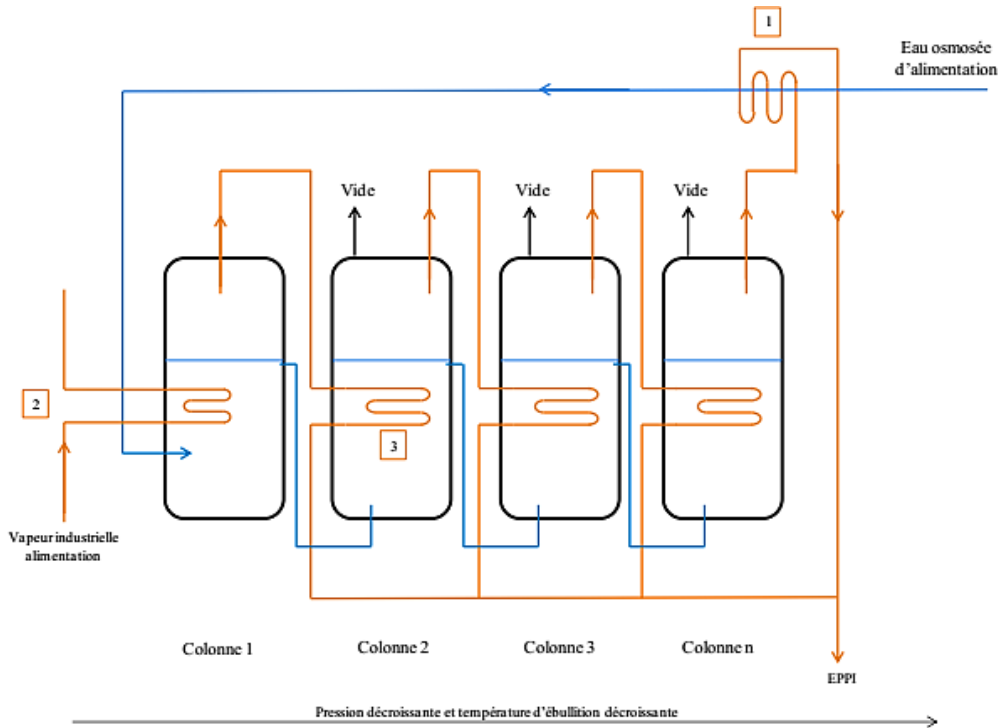 1
Eau osmosée
d'alimentation
Vide
Vide
Vide
2
3
Vapeur industrielle
alimentation
Colonne 1
Colonne 2
Colonne 3
Colonne n
EPPI
Pression décroissante et température d'ébullition décroissante